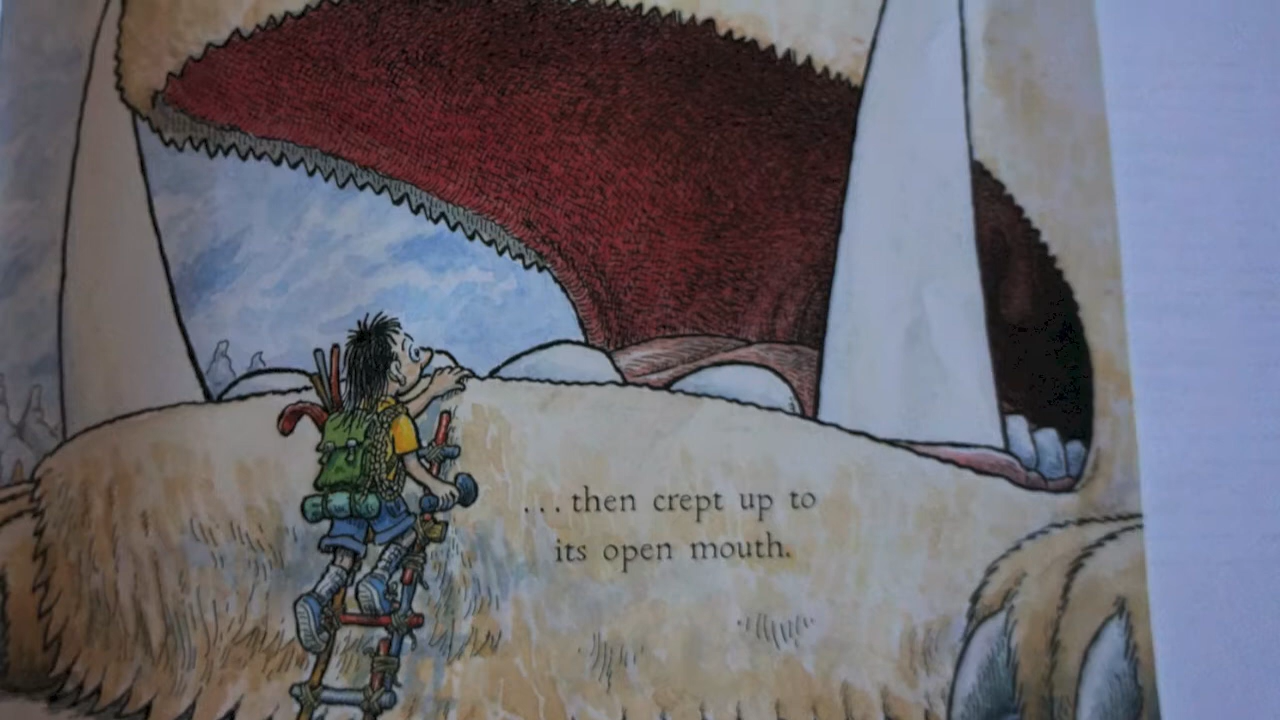 ... then crept up to
its open mouth.